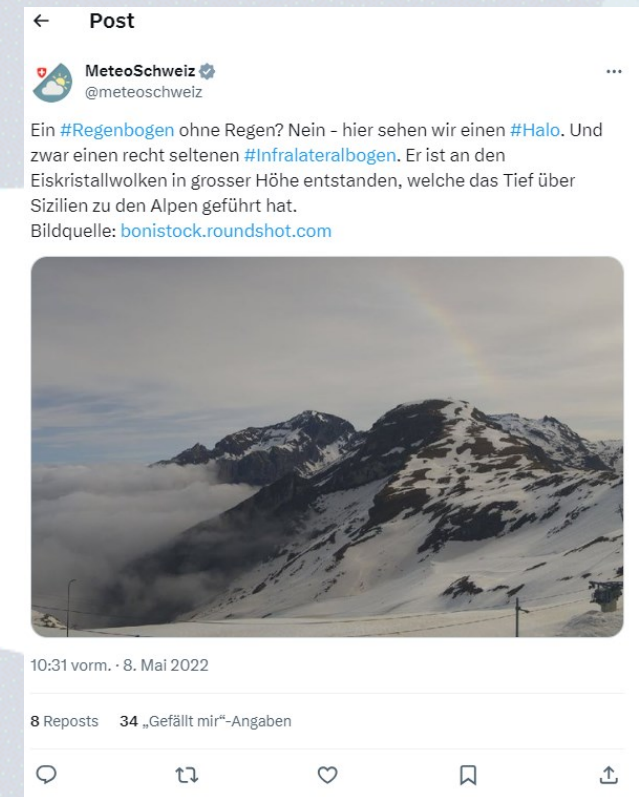 Post
MeteoSchweiz
@meteoschweiz
Ein #Regenbogen ohne Regen? Nein - hier sehen wir einen #Halo. Und
zwar einen recht seltenen #Infralateralbogen. Er ist an den
Eiskristallwolken in grosser Höhe entstanden, welche das Tief über
Sizilien zu den Alpen geführt hat.
Bildquelle: bonistock.roundshot.com
10:31 vorm. · 8. Mai 2022
8 Reposts 34 „Gefällt mir“-Angaben